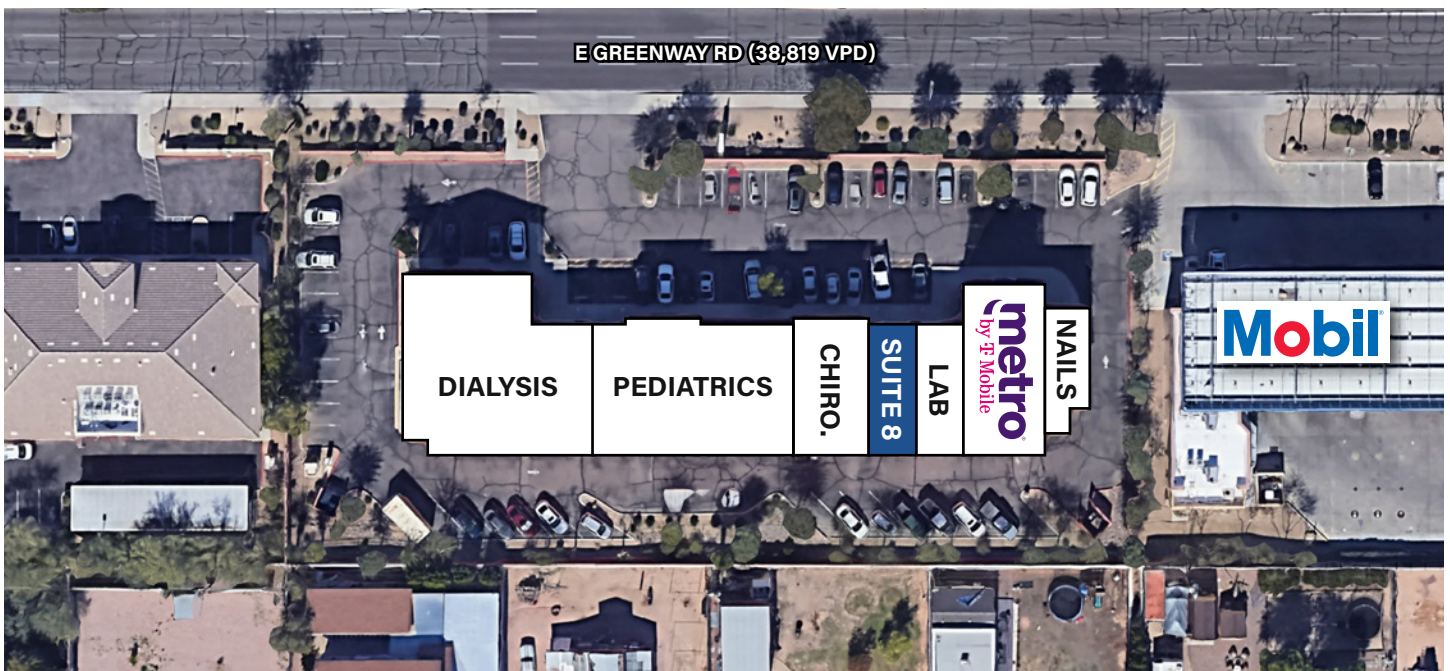 E GREENWAY RD (38,819 VPD)
DIALYSIS
PEDIATRICS
CHIRO.
SUITE 8
LAB
metro
by T Mobile
NAILS
Mobil